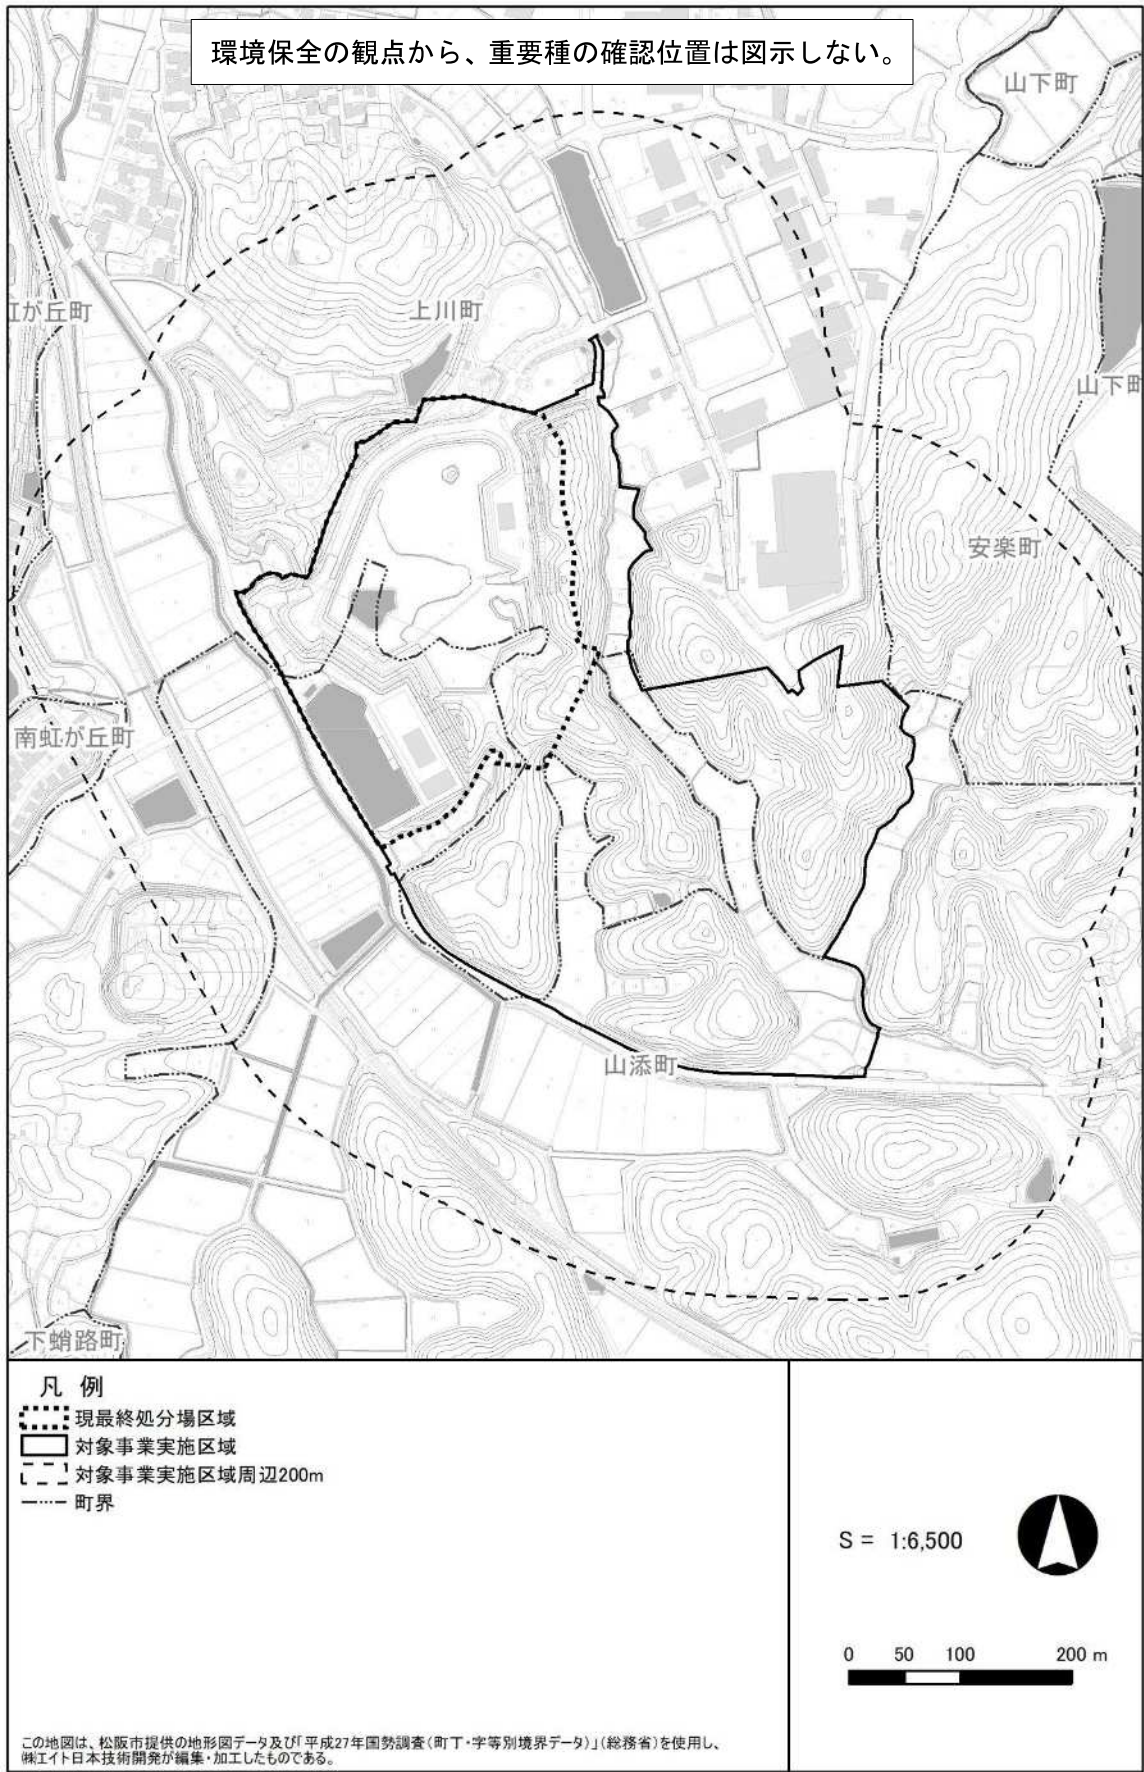 環境保全の観点から、重要種の確認位置は図示しない。
山下町
虹が丘町
上川町
山下町
安楽町
南虹が丘町
山添町
下蛸路町
凡 例
現最終処分場区域
対象事業実施区域
対象事業実施区域周辺200m
町界
S = 1:6,500
0 50 100 200 m
この地図は、松阪市提供の地形図データ及び「平成27年国勢調査(町丁・字等別境界データ)」(総務省)を使用し、
㈱エイト日本技術開発が編集・加工したものである。